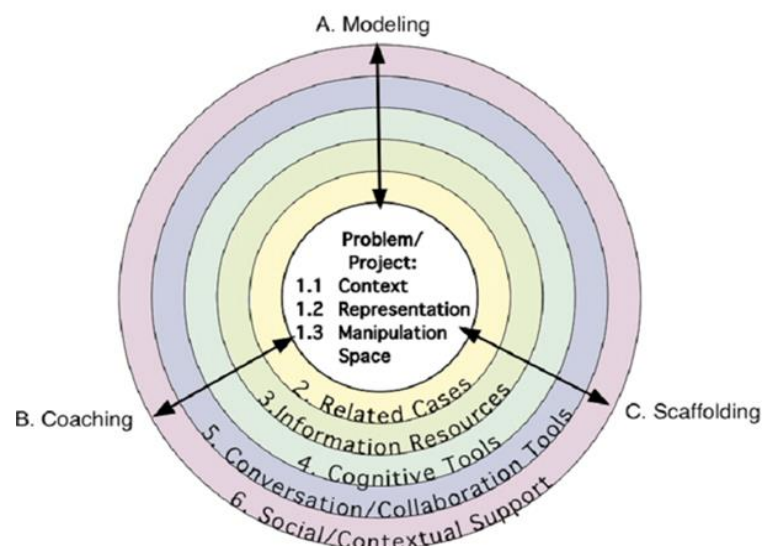 A. Modeling
Problem/
Project:
1.1 Context
1.2 Representation
1.3 Manipulation
Space
2. Related Cases
3.Information Resources
4. Cognitive Tools
5. Conversation/Collaboration Tools
6. Social/Contextual Support
B. Coaching
C. Scaffolding